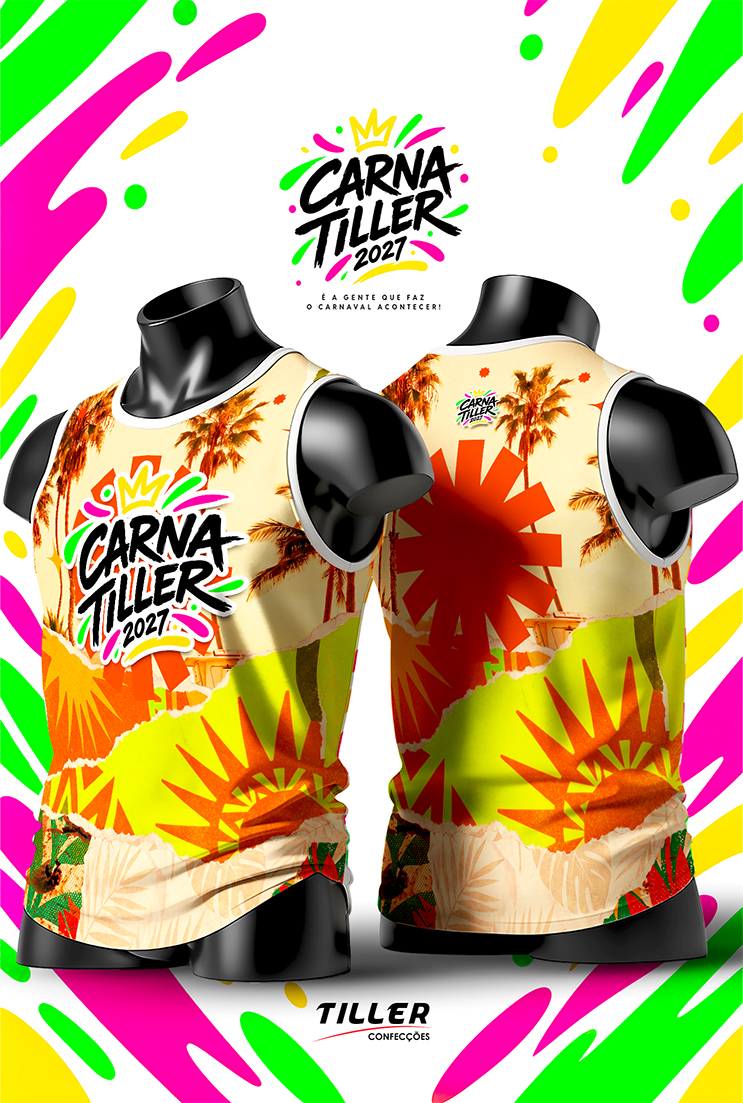 CARNA
TILLER
2027
É A GENTE QUE FAZ
O CARNAVAL ACONTECER!
CARNA
TILLER
2027
CARNA
TILLER
2027
TILLER
CONFECÇÕES